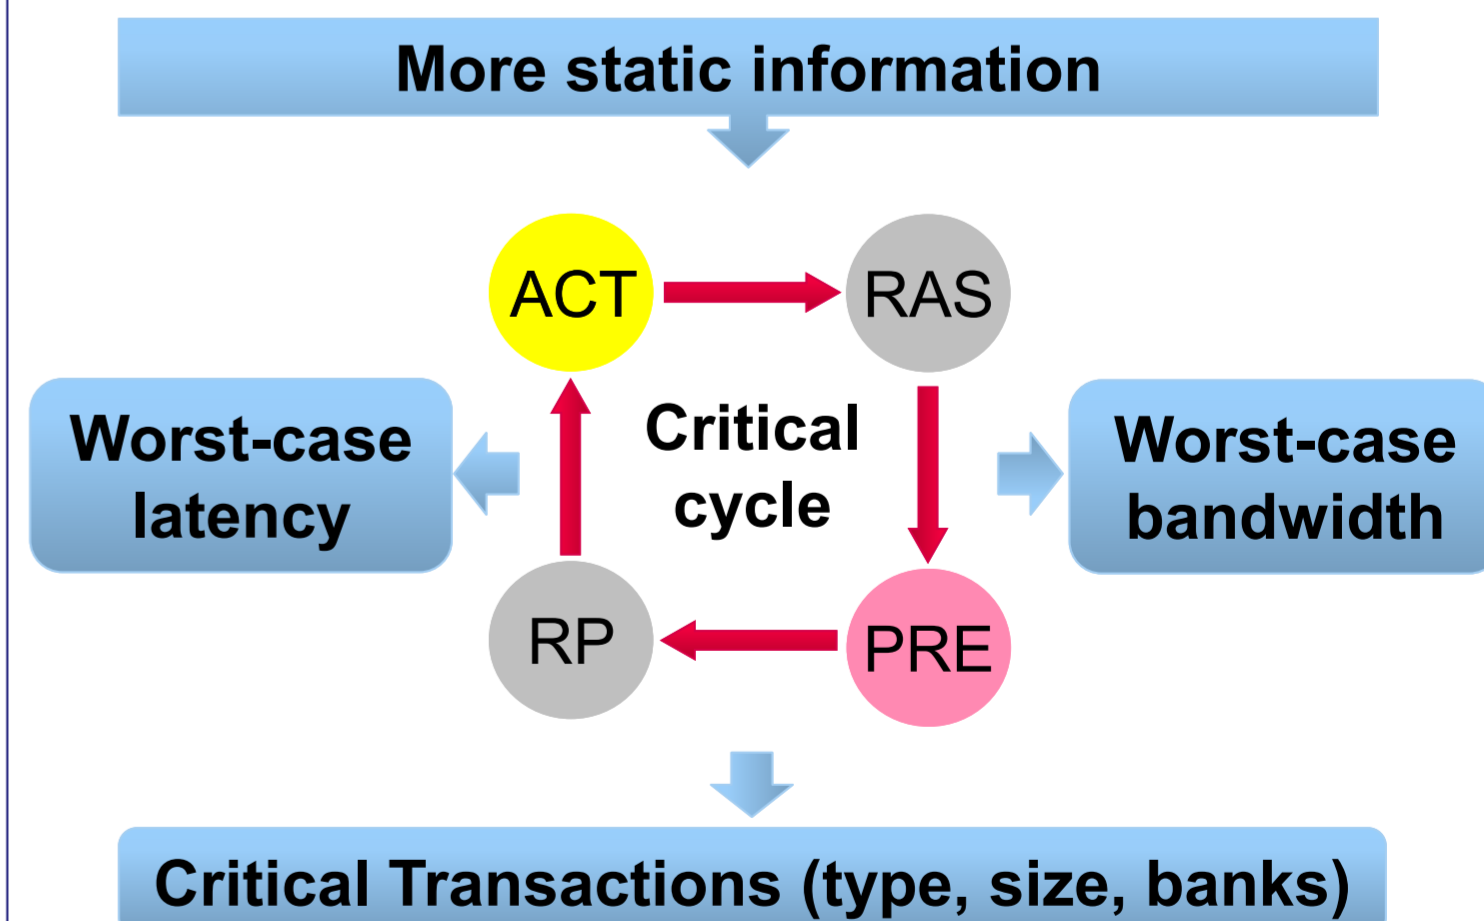 More static information
ACT
RAS
Worst-case
latency
Critical
cycle
Worst-case
bandwidth
RP
PRE
Critical Transactions (type, size, banks)